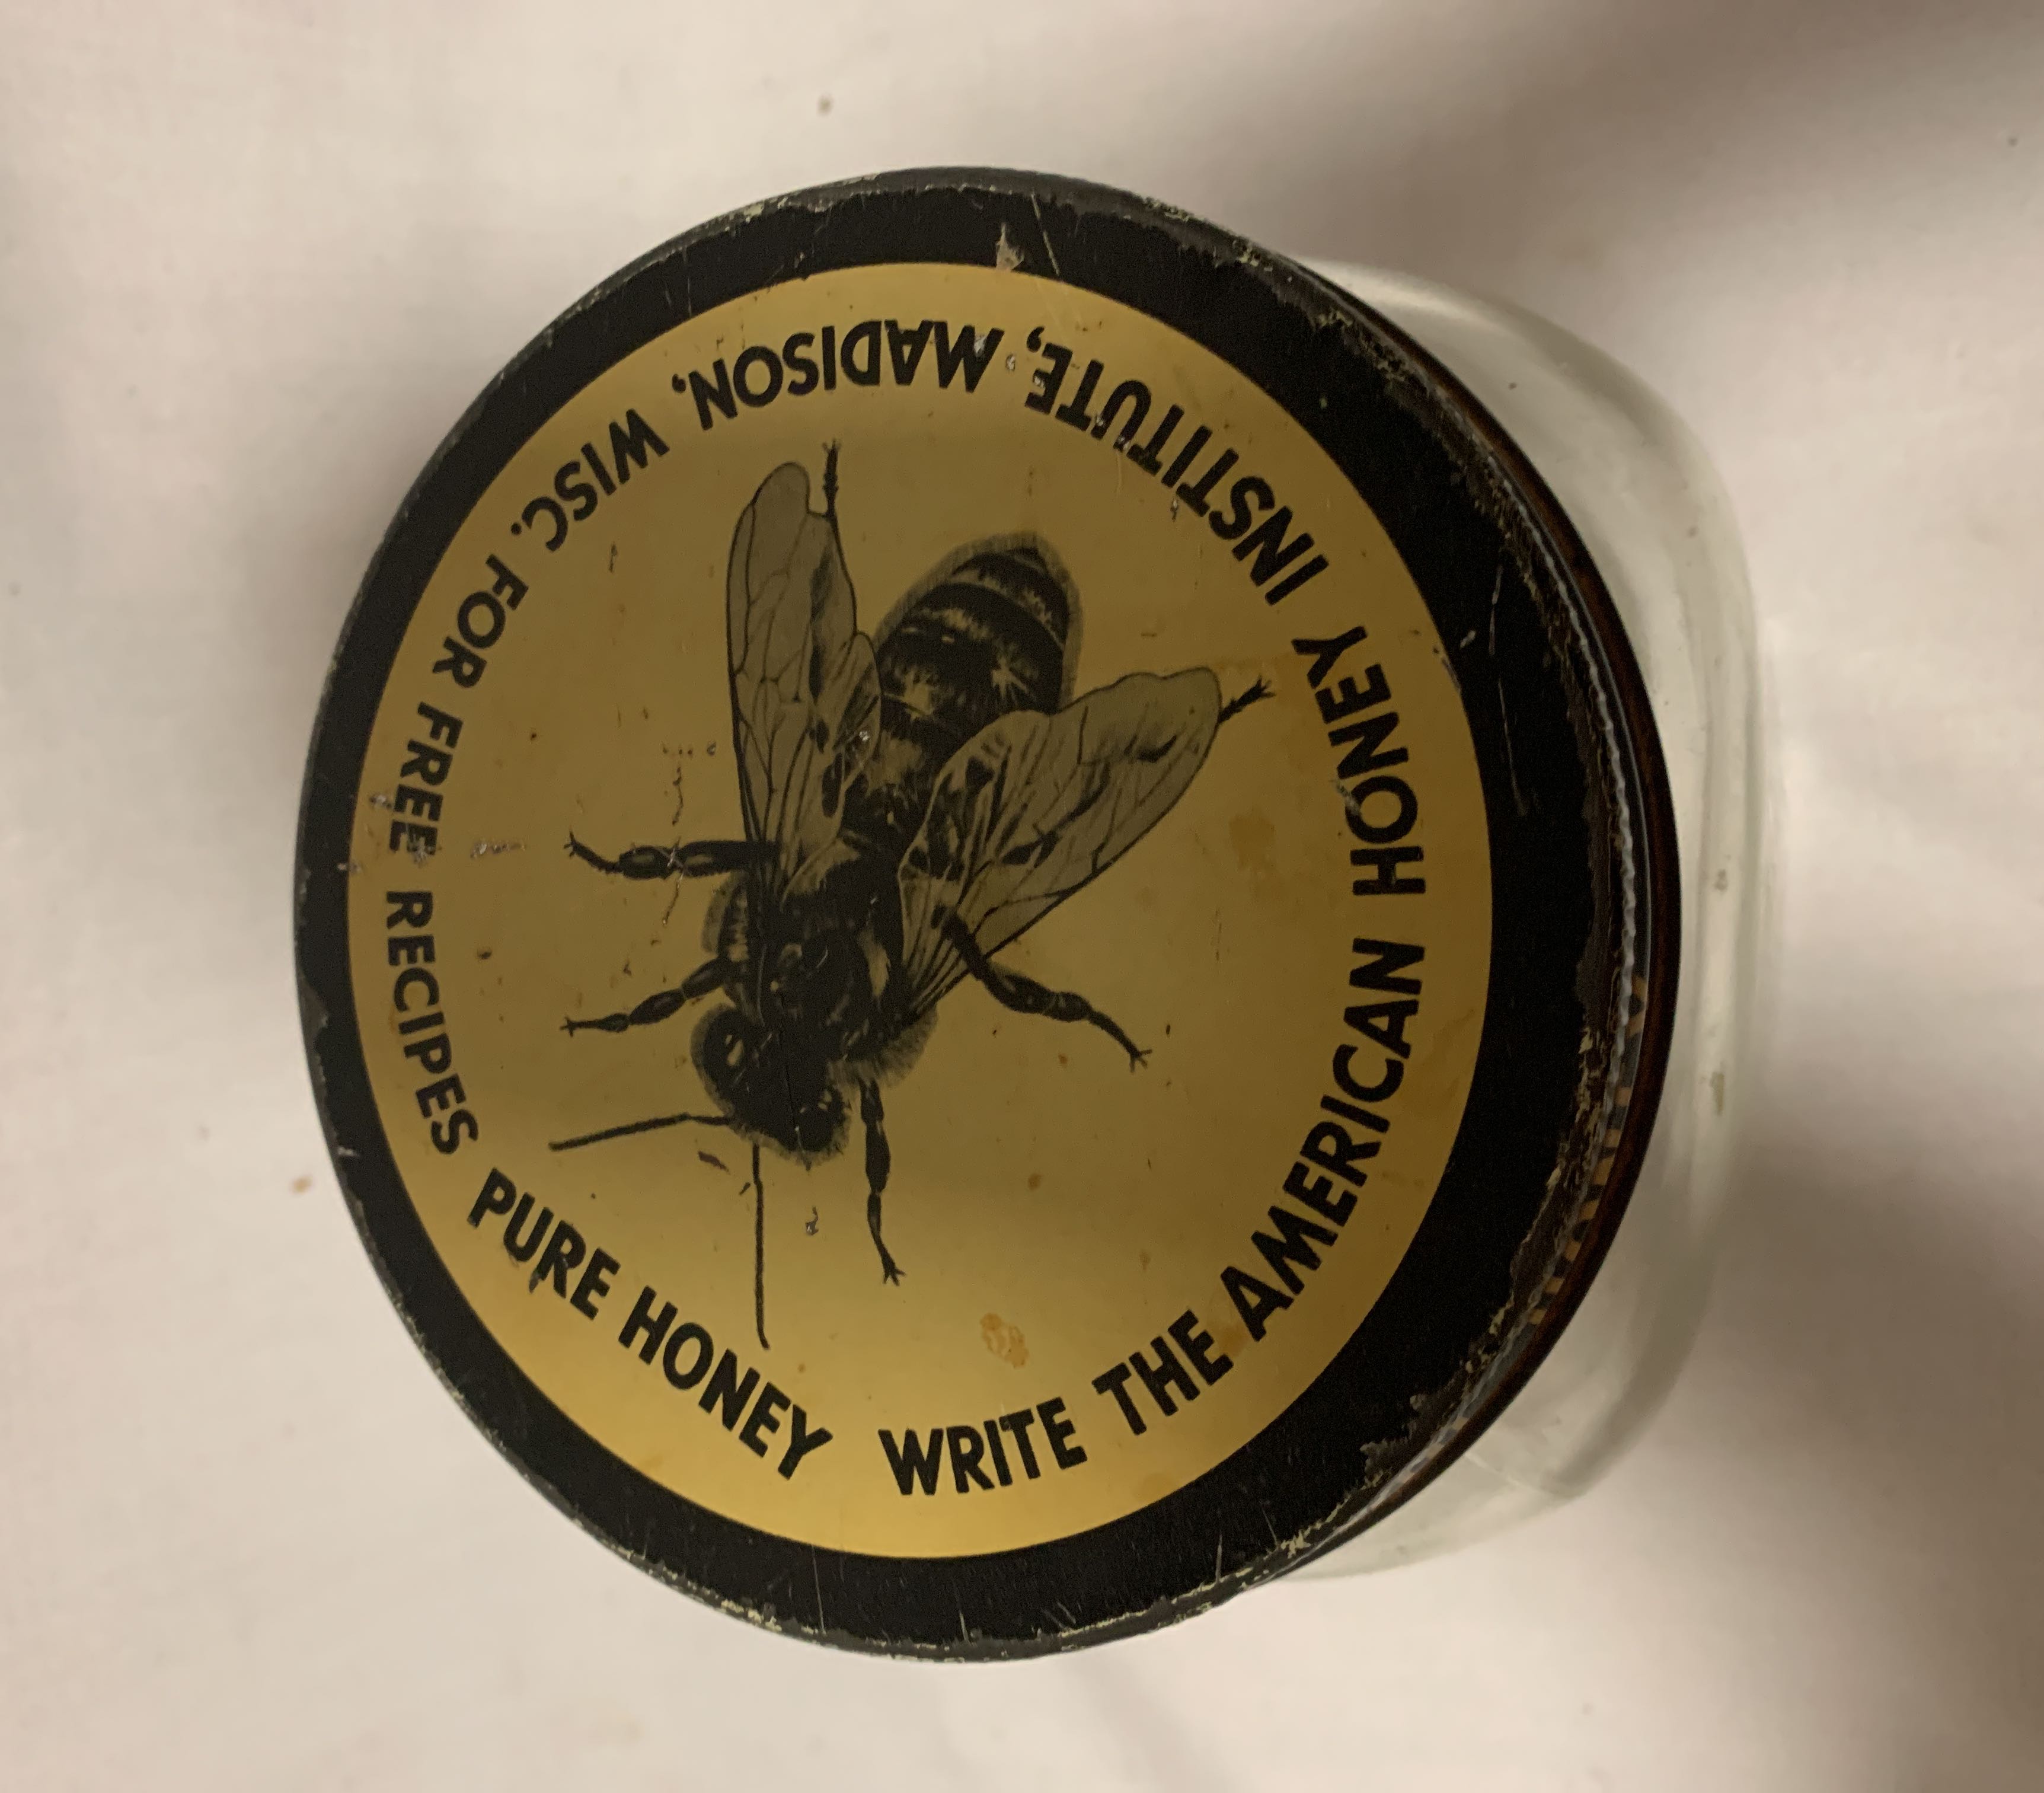 PURE HONEY
WRITE THE AMERICAN HONEY INSTITUTE, MADISON, WISC. FOR FREE RECIPES